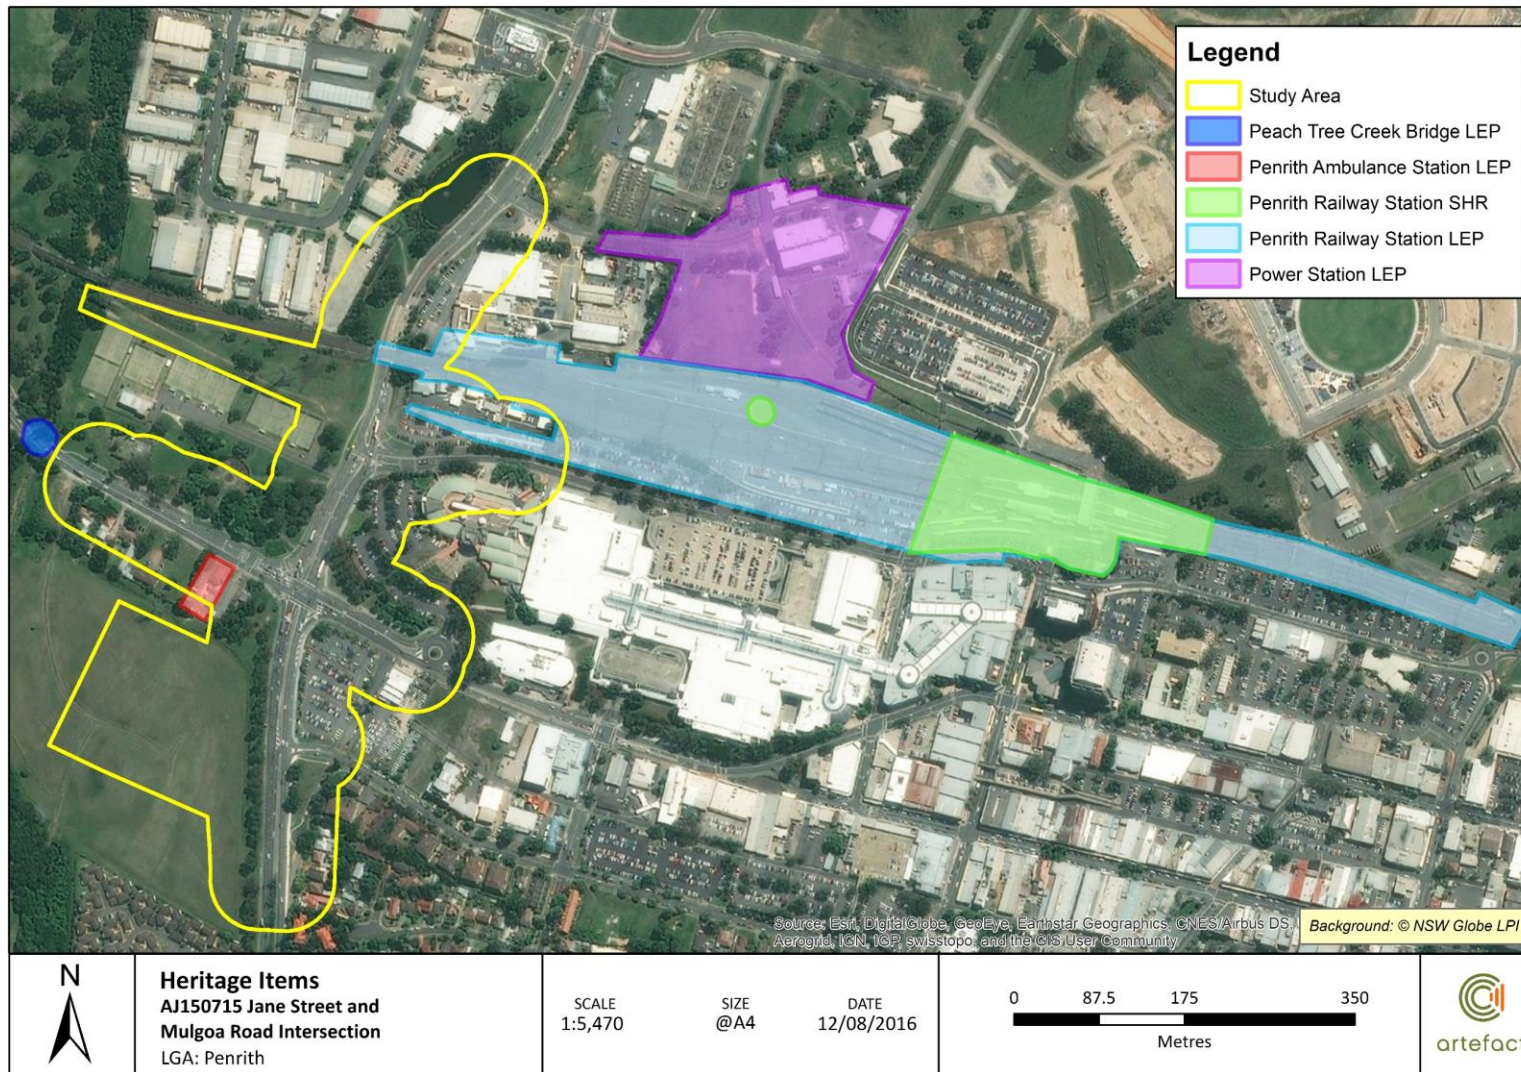 Legend
Study Area
Peach Tree Creek Bridge LEP
Penrith Ambulance Station LEP
Penrith Railway Station SHR
Penrith Railway Station LEP
Power Station LEP
Source: Esri, DigitalGlobe, GeoEye, Earthstar Geographics, CNES/Airbus DS,
Aerogrid, IGN, IGP, swisstopo, and the GIS User Community
Background: © NSW Globe LPI
N
Heritage Items
AJ150715 Jane Street and
Mulgoa Road Intersection
LGA: Penrith
SCALE
1:5,470
SIZE
@A4
DATE
12/08/2016
0 87.5 175 350
Metres
artefact